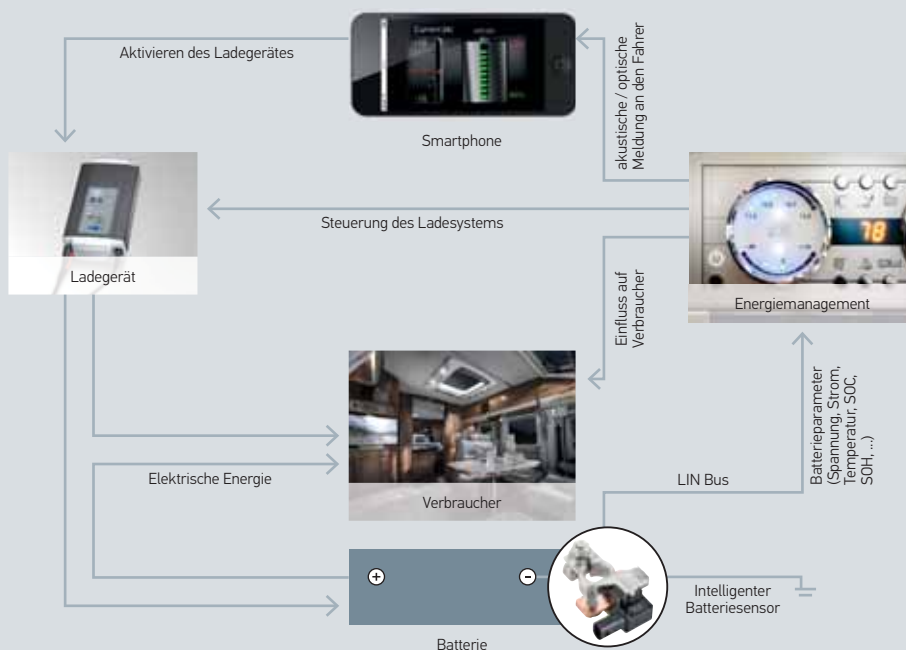 Aktivieren des Ladegerätes
akustische / optische
Meldung an den Fahrer
Smartphone
Steuerung des Ladesystems
Ladegerät
Energiemanagement
Einfluss auf
Verbraucher
78
Batterieparameter
(Spannung, Strom,
Temperatur, SOC,
SOH, ...)
Elektrische Energie
LIN Bus
Verbraucher
+
-
Intelligenter
Batteriesensor
Batterie